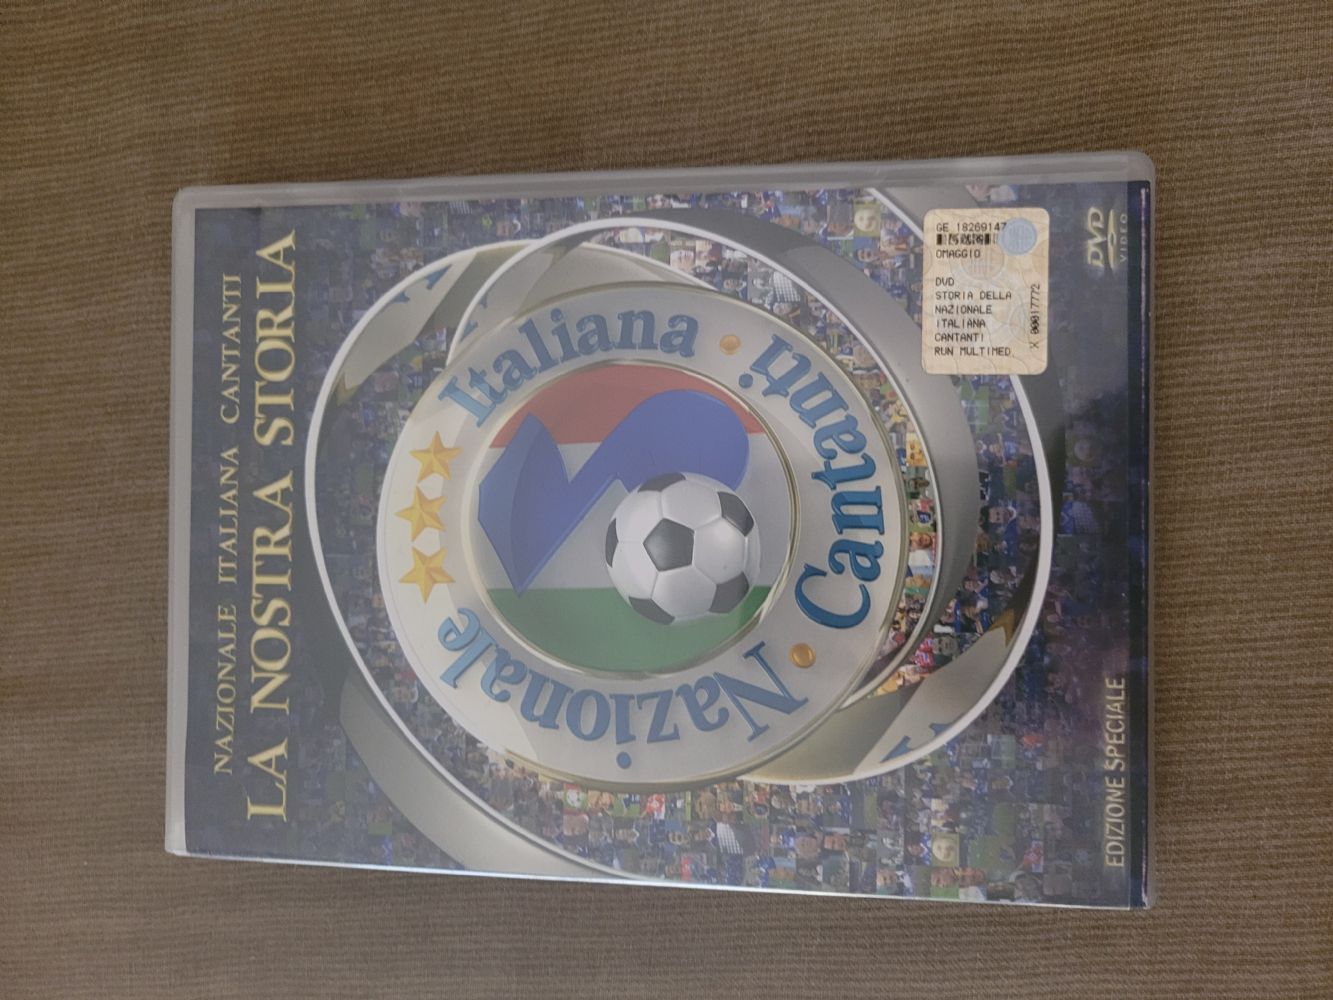 NAZIONALE ITALIANA CANTANTI
LA NOSTRA STORIA
Nazionale Italiana
Cantanti
GE 18269147
OMAGGIO
DVD
STORIA DELLA
NAZIONALE
ITALIANA
CANTANTI
RUN MULTIMED.
X 00017772
EDIZIONE SPECIALE
DVD
VIDEO